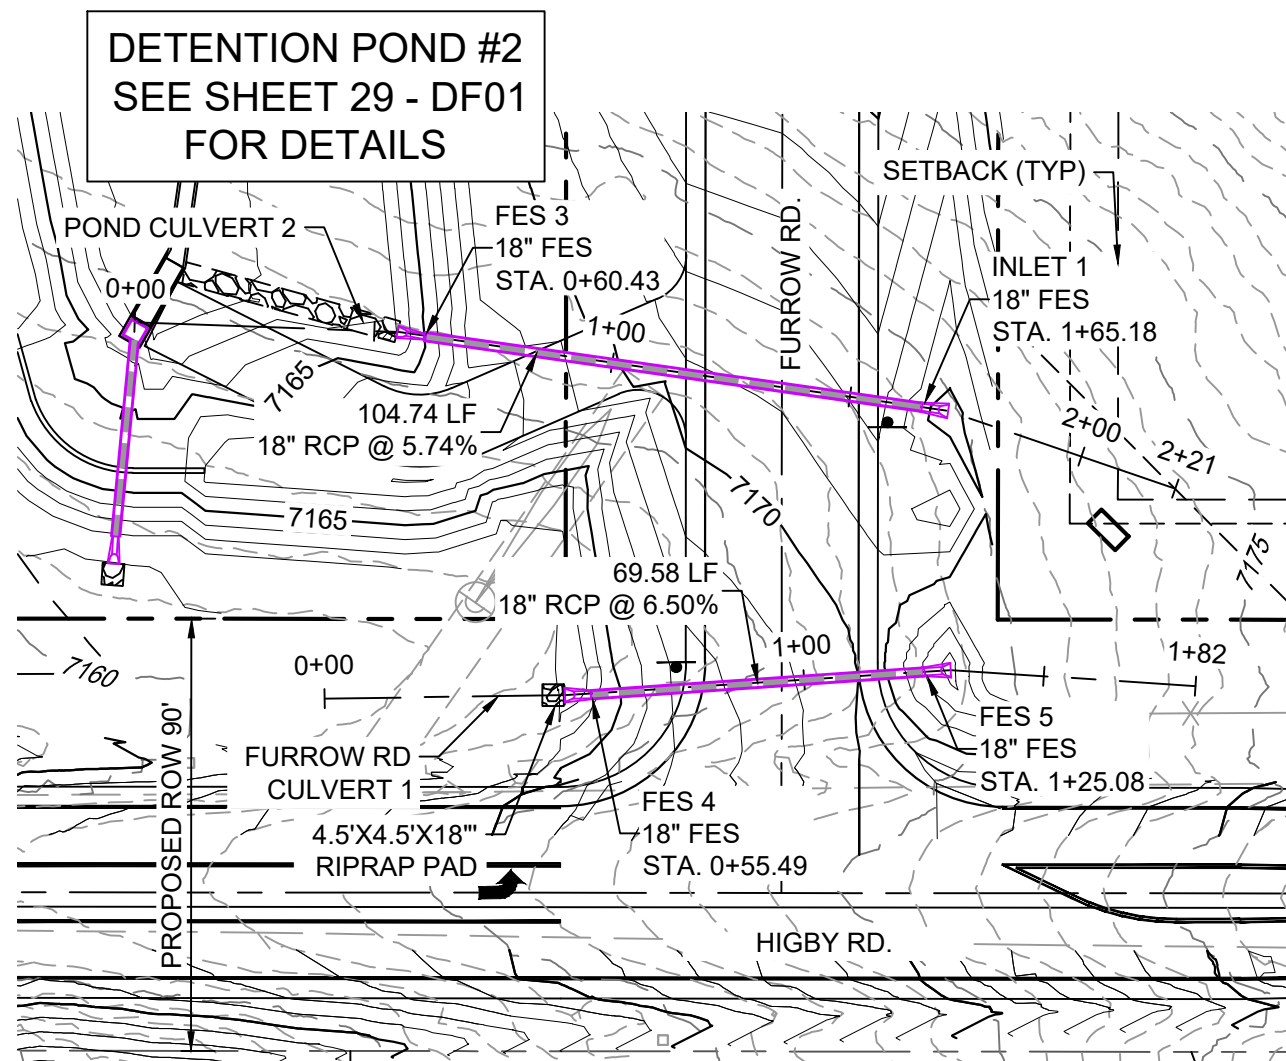 DETENTION POND #2
SEE SHEET 29 - DF01
FOR DETAILS
SETBACK (TYP)
POND CULVERT 2
FES 3
18" FES
STA. 0+60.43
FURROW RD.
INLET 1
18" FES
STA. 1+65.18
0+00
1+00
7165
104.74 LF
18" RCP @ 5.74%
2+00
2+21
7165
7170
7175
69.58 LF
18" RCP @ 6.50%
7160
0+00
1+00
1+82
PROPOSED ROW 90'
FURROW RD
CULVERT 1
FES 5
18" FES
STA. 1+25.08
4.5'X4.5'X18'"
RIPRAP PAD
FES 4
18" FES
STA. 0+55.49
HIGBY RD.